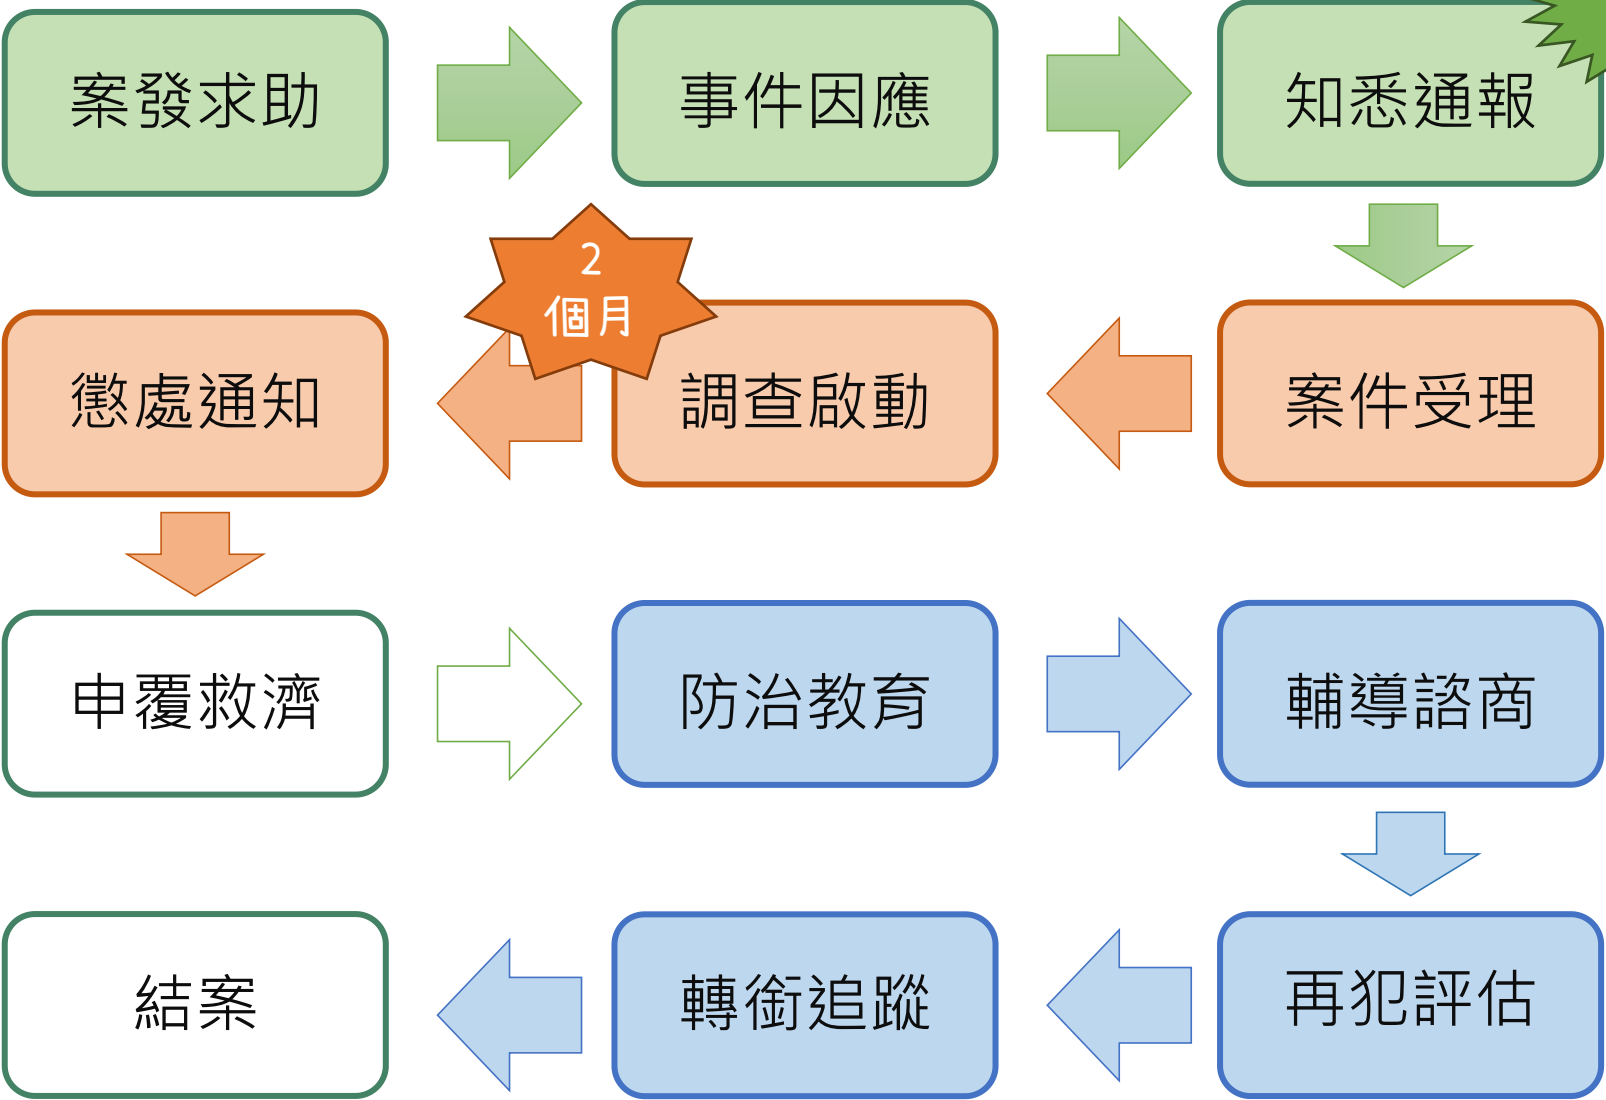 案發求助
事件因應
知悉通報
案件受理
調查啟動
2
個月
懲處通知
申覆救濟
防治教育
輔導諮商
再犯評估
轉銜追蹤
結案